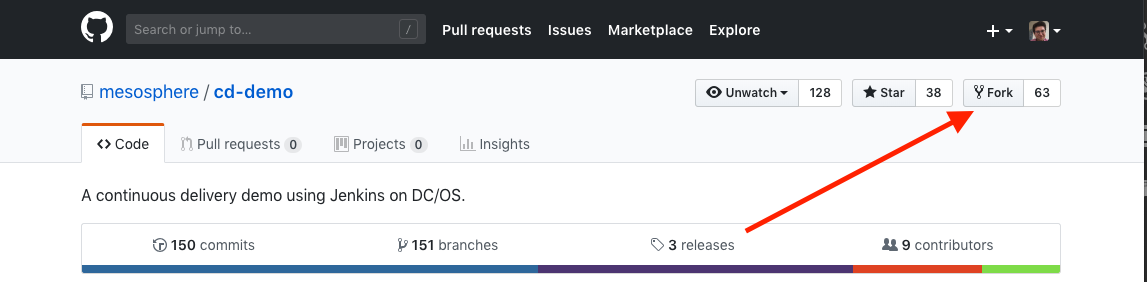 Search or jump to... / Pull requests Issues Marketplace Explore
mesosphere / cd-demo Unwatch 128 Star 38 Fork 63
Code Pull requests 0 Projects 0 Insights
A continuous delivery demo using Jenkins on DC/OS.
150 commits 151 branches 3 releases 9 contributors